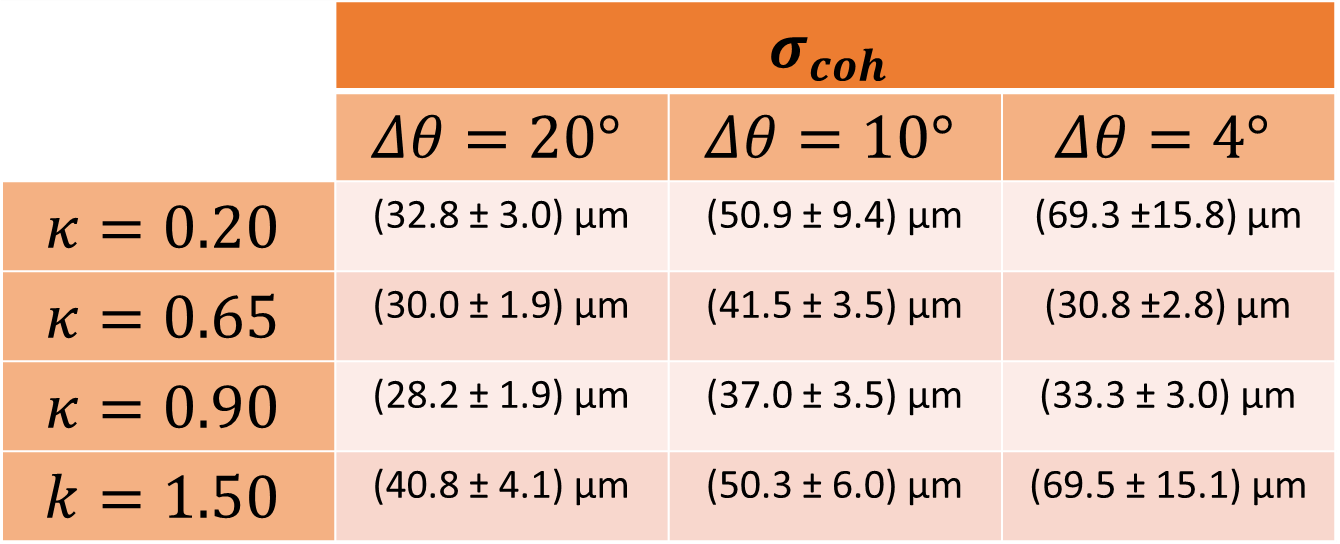 σcoh
Δθ = 20° Δθ = 10° Δθ = 4°
κ = 0.20 (32.8 ± 3.0) µm (50.9 ± 9.4) µm (69.3 ±15.8) µm
κ = 0.65 (30.0 ± 1.9) µm (41.5 ± 3.5) µm (30.8 ±2.8) µm
κ = 0.90 (28.2 ± 1.9) µm (37.0 ± 3.5) µm (33.3 ± 3.0) µm
k = 1.50 (40.8 ± 4.1) µm (50.3 ± 6.0) µm (69.5 ± 15.1) µm